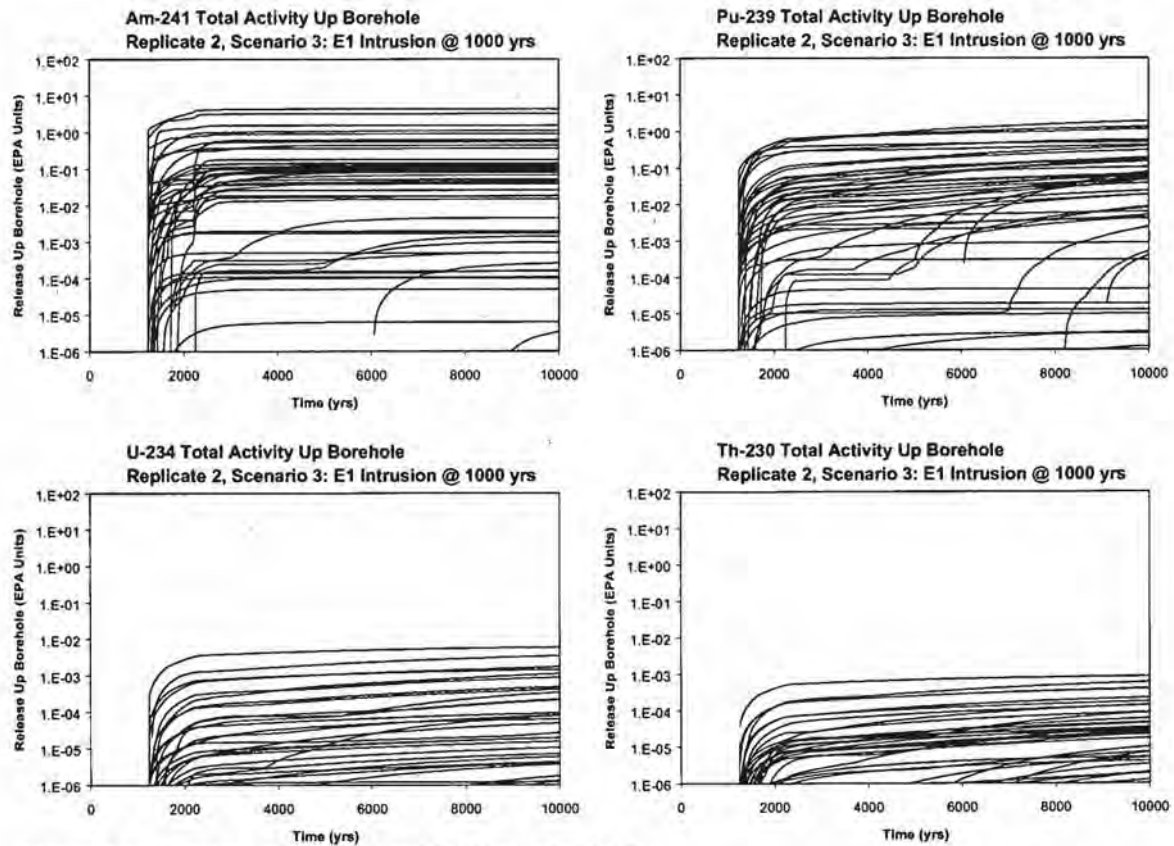 Am-241 Total Activity Up Borehole
Replicate 2, Scenario 3: E1 Intrusion @ 1000 yrs
Release Up Borehole (EPA Units)
1.E+02
1.E+01
1.E+00
1.E-01
1.E-02
1.E-03
1.E-04
1.E-05
1.E-06
0 2000 4000 6000 8000 10000
Time (yrs)
Pu-239 Total Activity Up Borehole
Replicate 2, Scenario 3: E1 Intrusion @ 1000 yrs
Release Up Borehole (EPA Units)
1.E+02
1.E+01
1.E+00
1.E-01
1.E-02
1.E-03
1.E-04
1.E-05
1.E-06
0 2000 4000 6000 8000 10000
Time (yrs)
U-234 Total Activity Up Borehole
Replicate 2, Scenario 3: E1 Intrusion @ 1000 yrs
Release Up Borehole (EPA Units)
1.E+02
1.E+01
1.E+00
1.E-01
1.E-02
1.E-03
1.E-04
1.E-05
1.E-06
0 2000 4000 6000 8000 10000
Time (yrs)
Th-230 Total Activity Up Borehole
Replicate 2, Scenario 3: E1 Intrusion @ 1000 yrs
Release Up Borehole (EPA Units)
1.E+02
1.E+01
1.E+00
1.E-01
1.E-02
1.E-03
1.E-04
1.E-05
1.E-06
0 2000 4000 6000 8000 10000
Time (yrs)